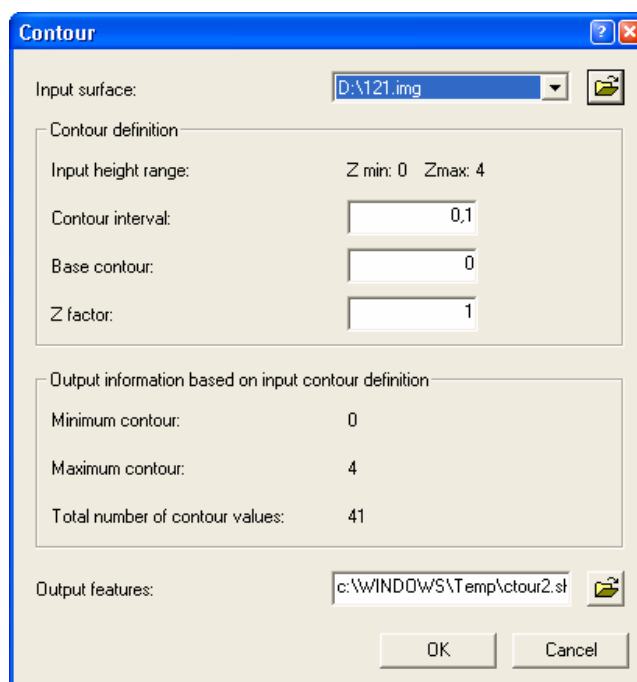 Contour
Input surface: D:\121.img
Contour definition
Input height range: Z min: 0 Zmax: 4
Contour interval: 0,1
Base contour: 0
Z factor: 1
Output information based on input contour definition
Minimum contour: 0
Maximum contour: 4
Total number of contour values: 41
Output features: c:\WINDOWS\Temp\ctour2.sh
OK Cancel